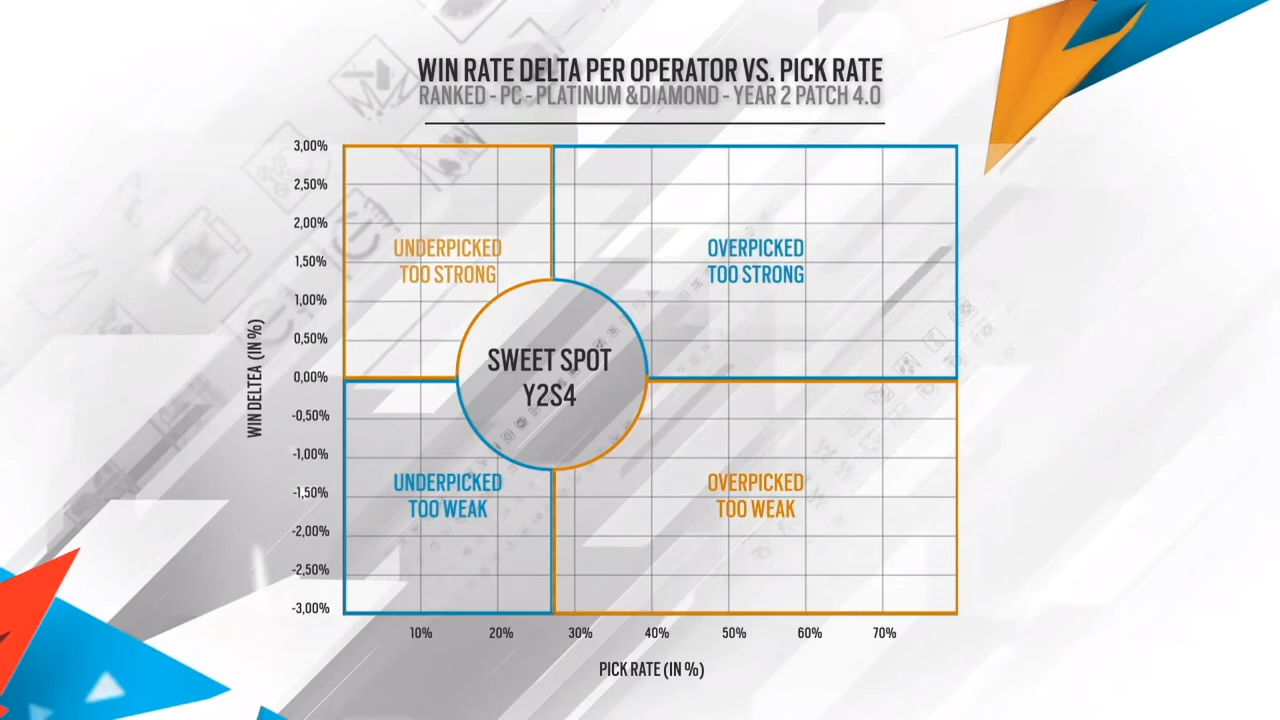 WIN RATE DELTA PER OPERATOR VS. PICK RATE
RANKED - PC - PLATINUM & DIAMOND - YEAR 2 PATCH 4.0
3,00%
2,50%
2,00%
1,50%
1,00%
0,50%
0,00%
-0,50%
-1,00%
-1,50%
-2,00%
-2,50%
-3,00%
WIN DELTEA (IN %)
UNDERPICKED
TOO STRONG
OVERPICKED
TOO STRONG
SWEET SPOT
Y2S4
UNDERPICKED
TOO WEAK
OVERPICKED
TOO WEAK
10%
20%
30%
40%
50%
60%
70%
PICK RATE (IN %)